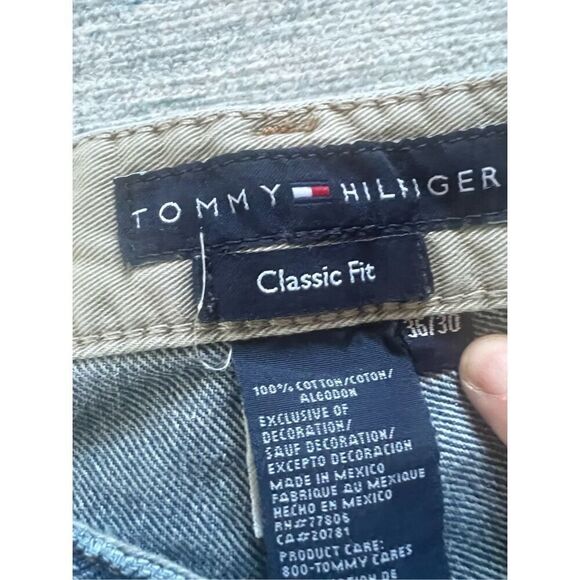 TOMMY HILFIGER
Classic Fit
36/30
100% COTTON/COTON/
ALGODON
EXCLUSIVE OF
DECORATION/
SAUF DECORATION/
EXCEPTO DECORACION
MADE IN MEXICO
FABRIQUE AU MEXIQUE
HECHO EN MEXICO
RN#77806
CA#20781
PRODUCT CARE:
800-TOMMY CARES